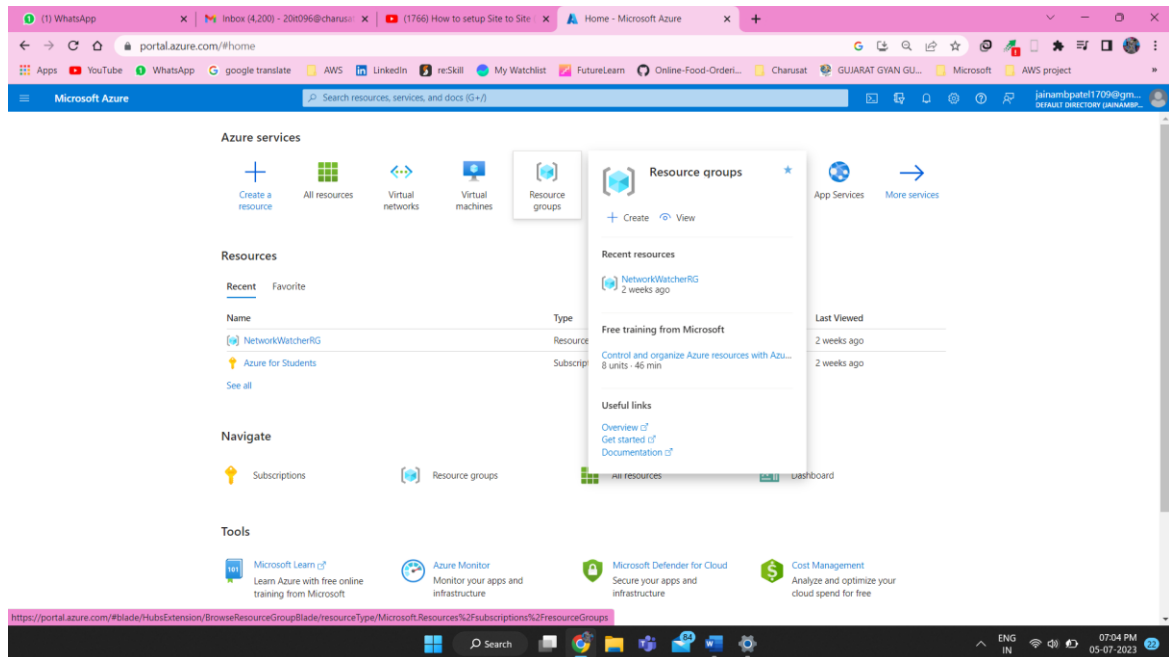 (1) WhatsApp
Inbox (4,200) - 20it096@charusat
(1766) How to setup Site to Site
Home - Microsoft Azure
portal.azure.com/#home
Apps YouTube WhatsApp google translate AWS LinkedIn re:Skill My Watchlist FutureLearn Online-Food-Orderi... Charusat GUJARAT GYAN GU... Microsoft AWS project
Microsoft Azure
Search resources, services, and docs (G+/)
jainambpatel1709@gm...
DEFAULT DIRECTORY (JAINAMBP...
Azure services
Create a
resource
All resources
Virtual
networks
Virtual
machines
Resource
groups
App Services
More services
Resource groups
Create View
Recent resources
NetworkWatcherRG
2 weeks ago
Free training from Microsoft
Control and organize Azure resources with Azu...
8 units · 46 min
Useful links
Overview
Get started
Documentation
Resources
Recent Favorite
Name Type Last Viewed
NetworkWatcherRG Resource 2 weeks ago
Azure for Students Subscrip 2 weeks ago
See all
Navigate
Subscriptions Resource groups All resources Dashboard
Tools
Microsoft Learn
Learn Azure with free online
training from Microsoft
Azure Monitor
Monitor your apps and
infrastructure
Microsoft Defender for Cloud
Secure your apps and
infrastructure
Cost Management
Analyze and optimize your
cloud spend for free
https://portal.azure.com/#blade/HubsExtension/BrowseResourceGroupBlade/resourceType/Microsoft.Resources%2Fsubscriptions%2FresourceGroups
Search
84
ENG
IN
07:04 PM
05-07-2023
22